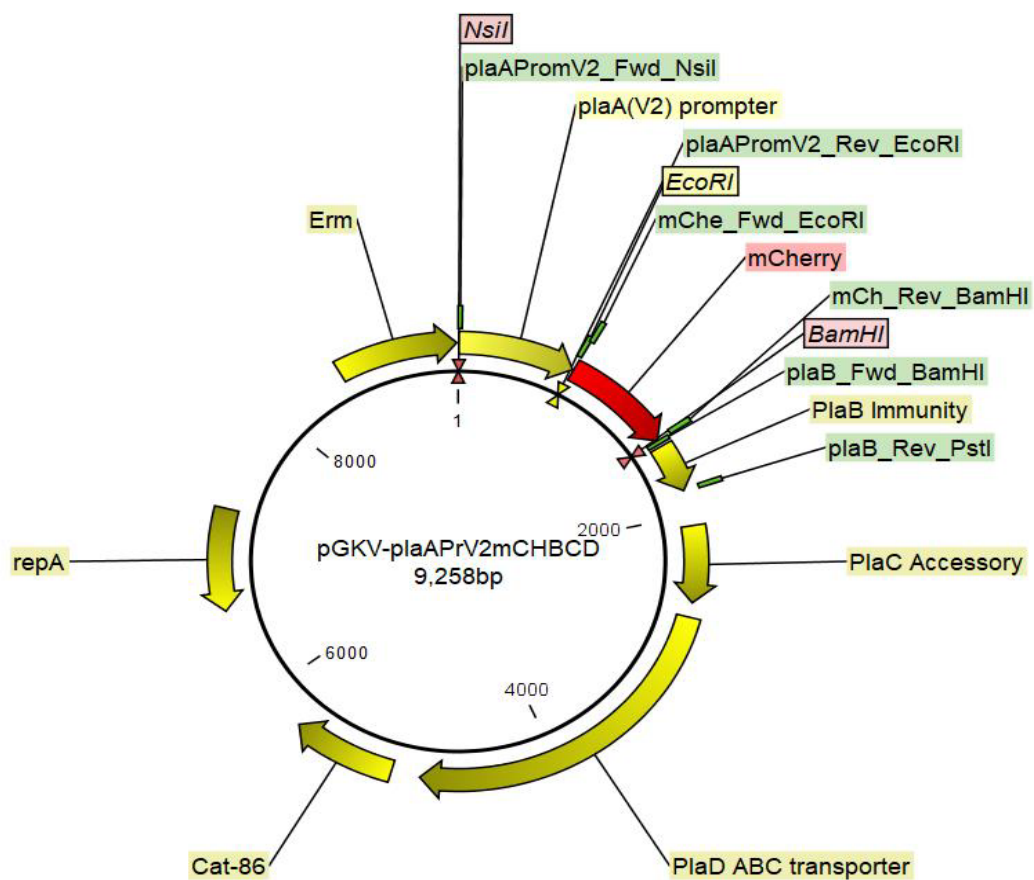 NsiI
plaAPromV2_Fwd_NsiI
plaA(V2) prompter
plaAPromV2_Rev_EcoRI
EcoRI
mChe_Fwd_EcoRI
Erm
mCherry
mCh_Rev_BamHI
BamHI
plaB_Fwd_BamHI
PlaB Immunity
plaB_Rev_PstI
1
8000
2000
pGKV-plaAPrV2mCHBCD
9,258bp
repA
PlaC Accessory
6000
4000
Cat-86
PlaD ABC transporter